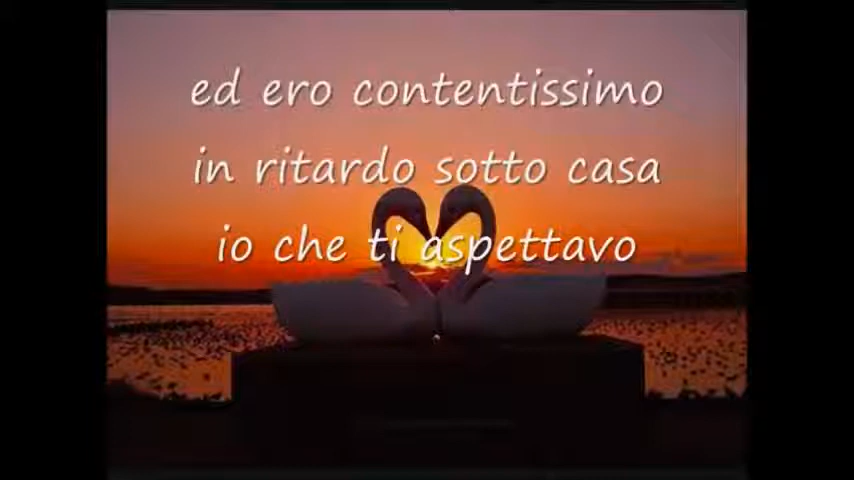 ed ero contentissimo
in ritardo sotto casa
io che ti aspettavo